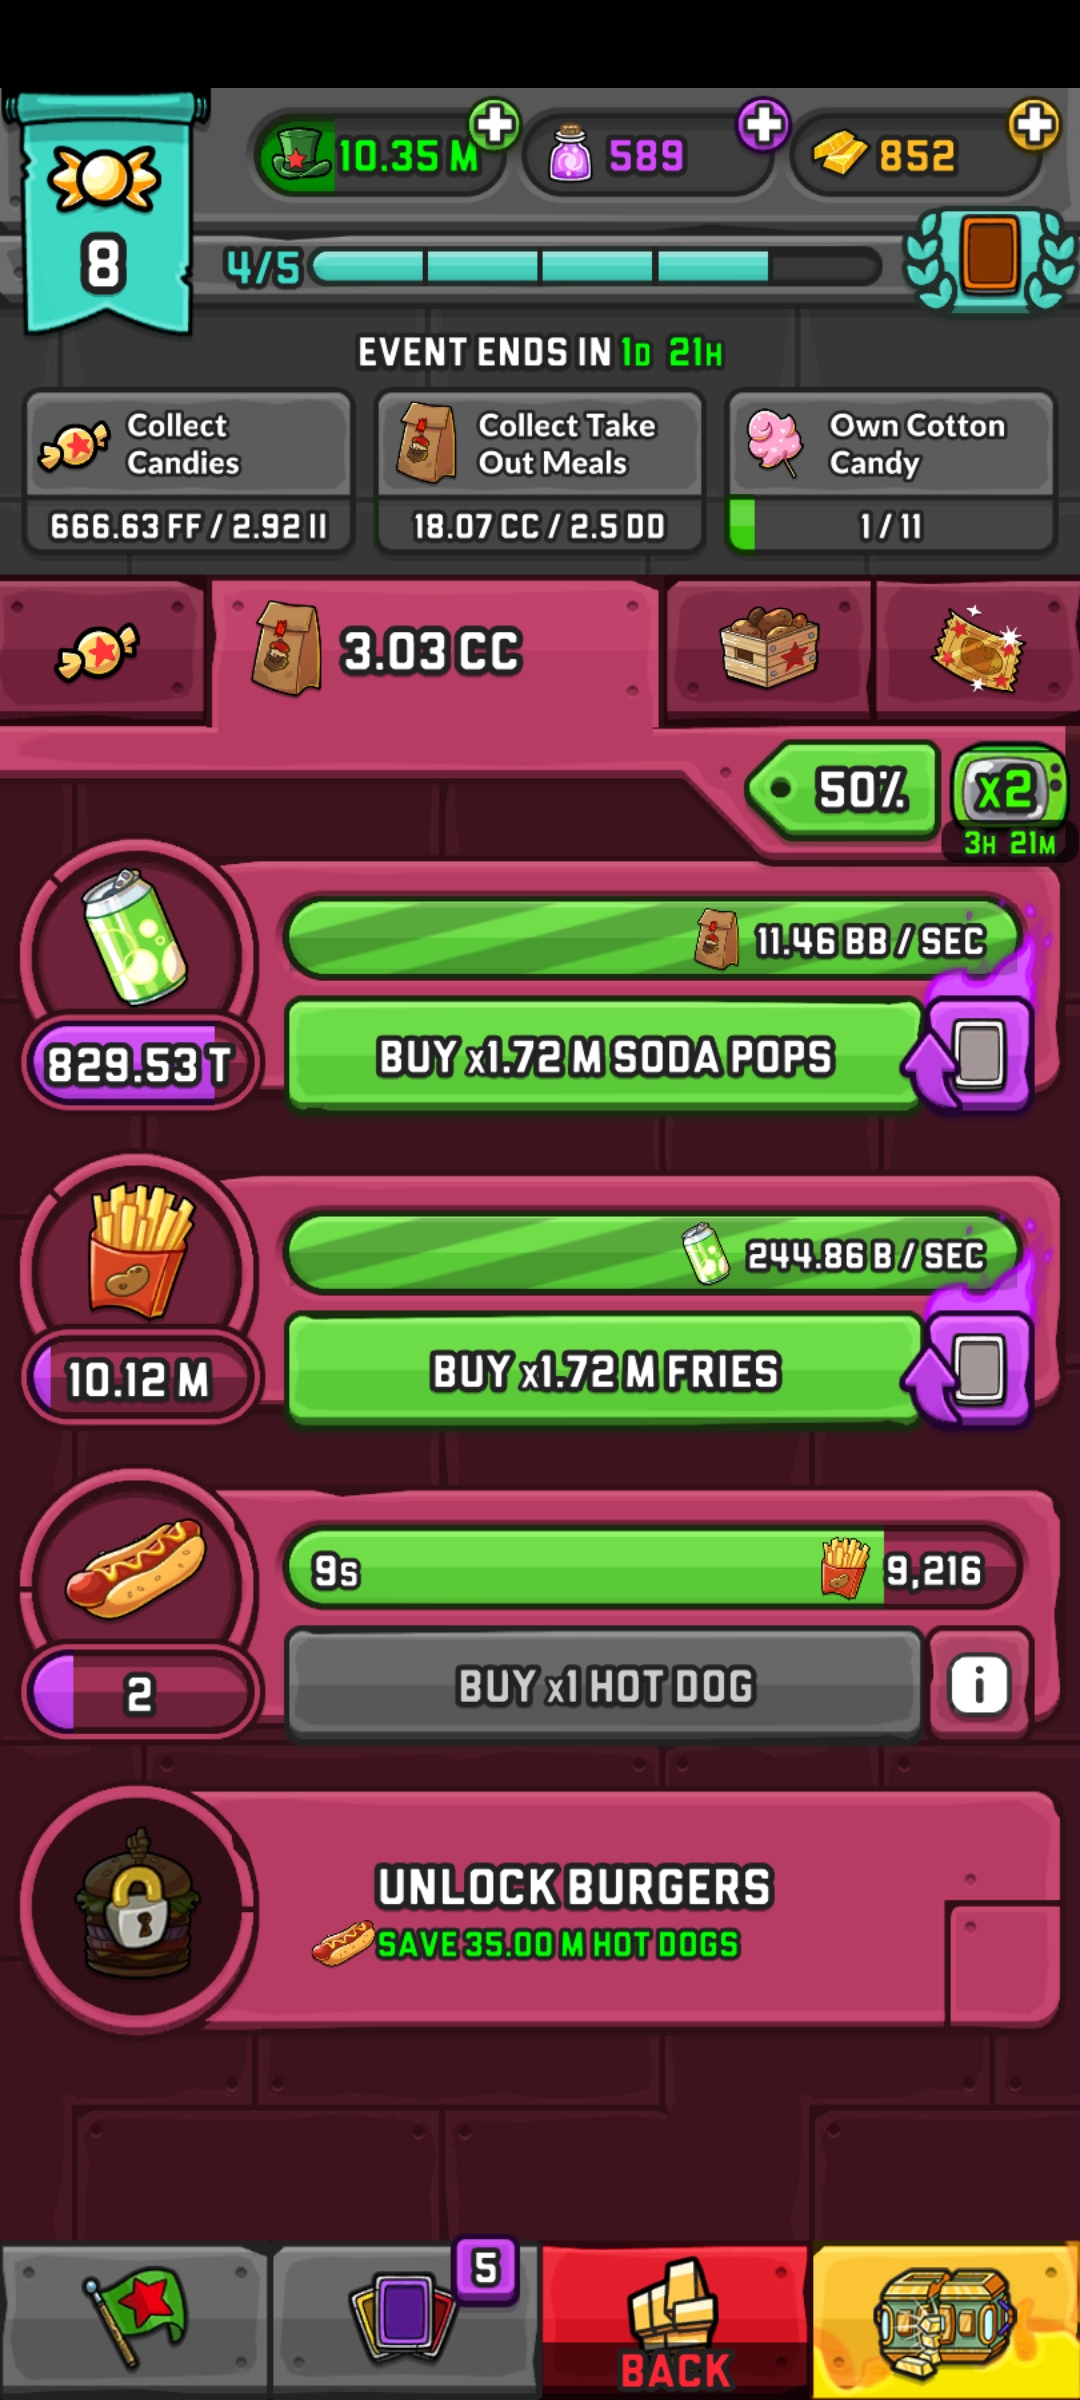 10.35 M
589
852
8
4/5
EVENT ENDS IN 1D 21H
Collect
Candies
666.63 FF / 2.92 II
Collect Take
Out Meals
18.07 CC / 2.5 DD
Own Cotton
Candy
1 / 11
3.03 CC
50%
x2
3H 21M
11.46 BB / SEC
829.53 T
BUY x1.72 M SODA POPS
244.86 B / SEC
10.12 M
BUY x1.72 M FRIES
9s
9,216
2
BUY x1 HOT DOG
i
UNLOCK BURGERS
SAVE 35.00 M HOT DOGS
5
BACK